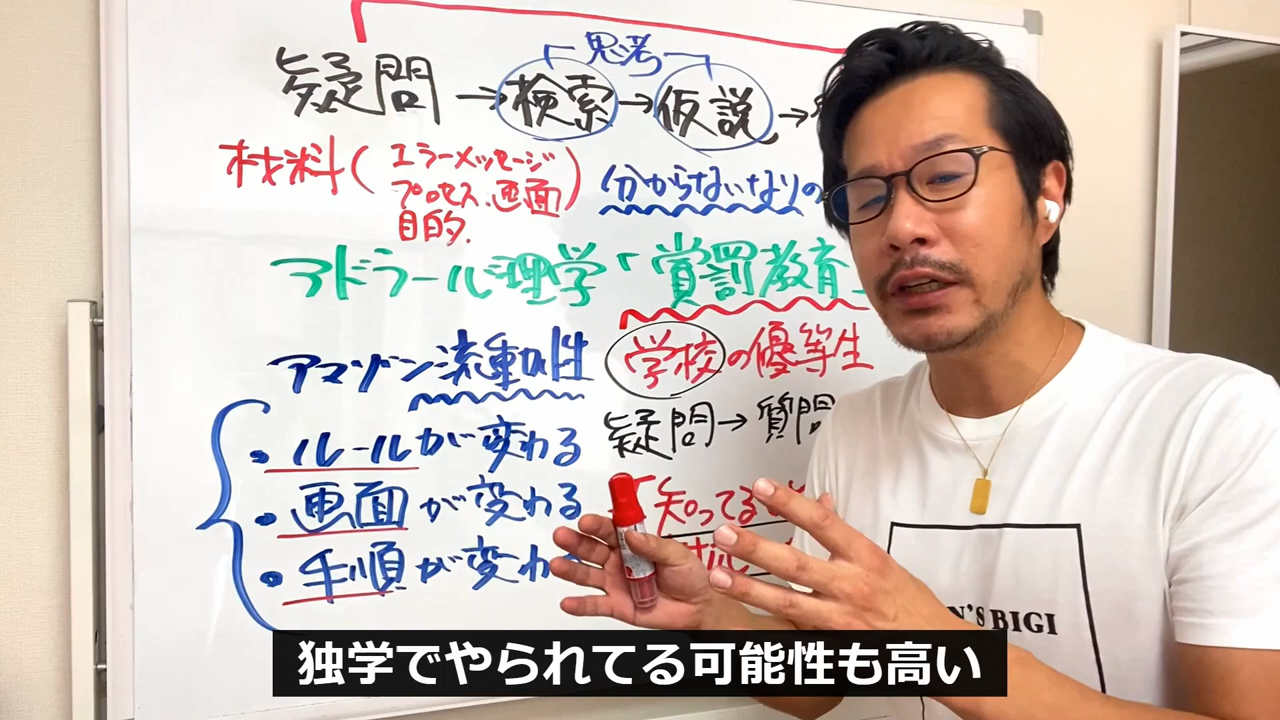 思考
疑問→検索→仮説→
材料(エラーメッセージ
プロセス、画面)
目的.
分からないなりの
アドラー心理学「賞罰教育」
アマゾン流動性
学校の優等生
・ルールが変わる
疑問→質問
・画面が変わる
知ってる
・手順が変わ
N'S BIGI
独学でやられてる可能性も高い